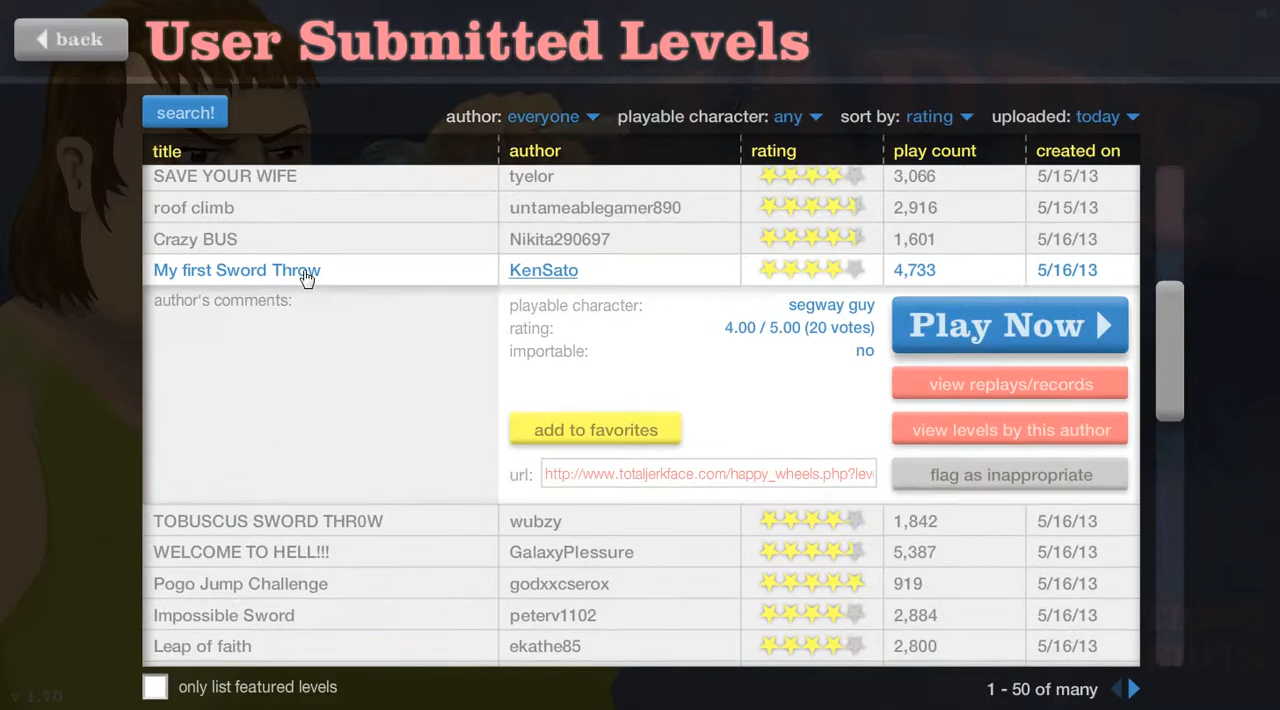 back
User Submitted Levels
search!
author: everyone playable character: any sort by: rating uploaded: today
title author rating play count created on
SAVE YOUR WIFE tyelor 3,066 5/15/13
roof climb untameablegamer890 2,916 5/15/13
Crazy BUS Nikita290697 1,601 5/16/13
My first Sword Throw KenSato 4,733 5/16/13
author's comments:
playable character: segway guy
rating: 4.00 / 5.00 (20 votes)
importable: no
Play Now
view replays/records
add to favorites
view levels by this author
url: http://www.totaljerkface.com/happy_wheels.php?lev
flag as inappropriate
TOBUSCUS SWORD THR0W wubzy 1,842 5/16/13
WELCOME TO HELL!!! GalaxyPlessure 5,387 5/16/13
Pogo Jump Challenge godxxcserox 919 5/16/13
Impossible Sword peterv1102 2,884 5/16/13
Leap of faith ekathe85 2,800 5/16/13
only list featured levels
1 - 50 of many
v 1.70